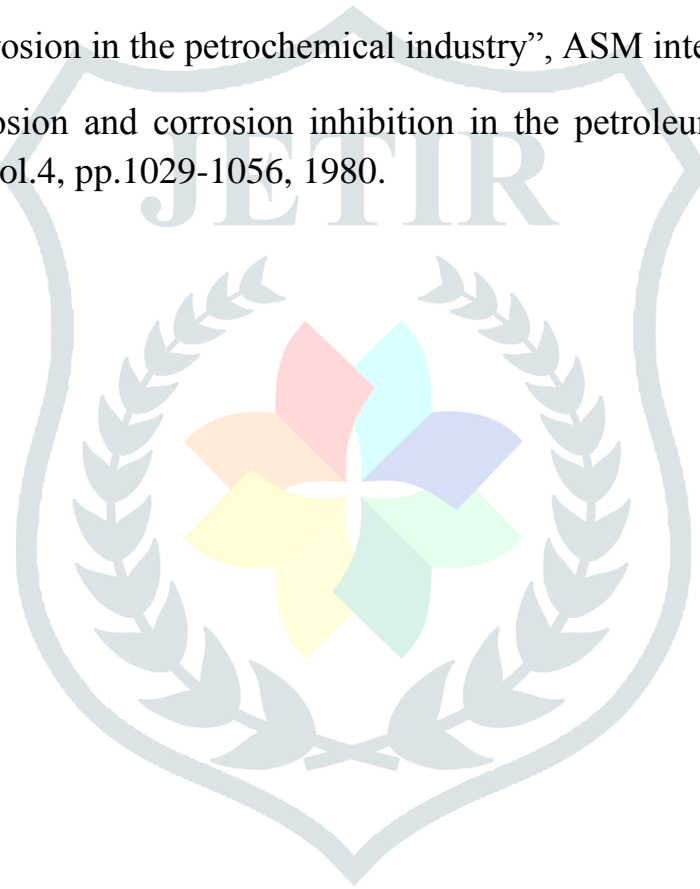 rosion in the petrochemical industry”, ASM inte
osion and corrosion inhibition in the petroleu
ol.4, pp.1029-1056, 1980.
JETIR